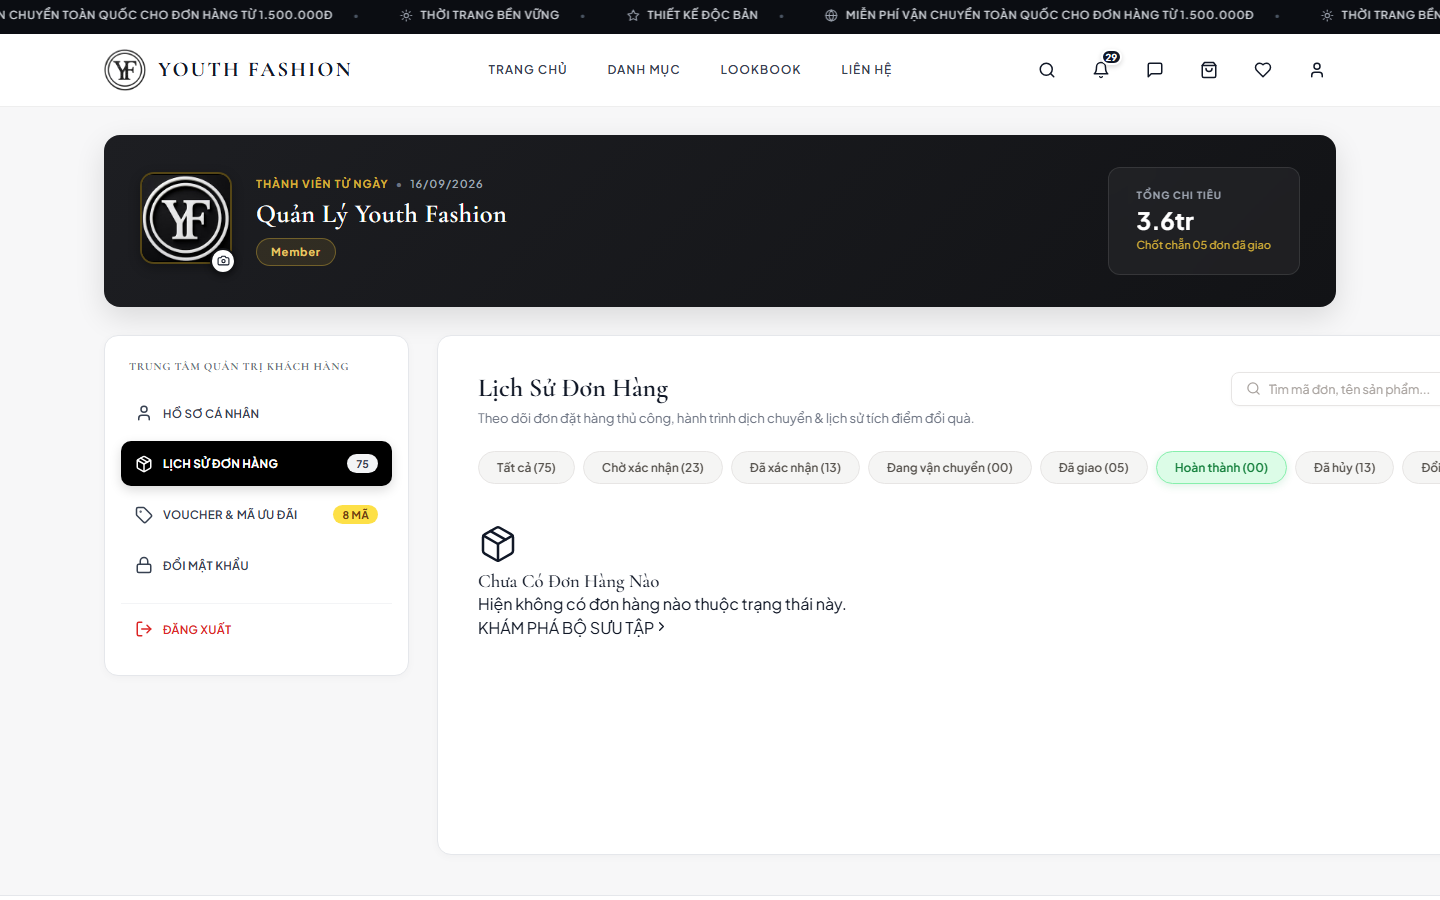 N CHUYỂN TOÀN QUỐC CHO ĐƠN HÀNG TỪ 1.500.000Đ • THỜI TRANG BỀN VỮNG • THIẾT KẾ ĐỘC BẢN • MIỄN PHÍ VẬN CHUYỂN TOÀN QUỐC CHO ĐƠN HÀNG TỪ 1.500.000Đ • THỜI TRANG BỀN
YF YOUTH FASHION TRANG CHỦ DANH MỤC LOOKBOOK LIÊN HỆ 29
YF
THÀNH VIÊN TỪ NGÀY • 16/09/2026
Quản Lý Youth Fashion
Member
TỔNG CHI TIÊU
3.6tr
Chốt chẵn 05 đơn đã giao
TRUNG TÂM QUẢN TRỊ KHÁCH HÀNG
HỒ SƠ CÁ NHÂN
LỊCH SỬ ĐƠN HÀNG 75
VOUCHER & MÃ ƯU ĐÃI 8 MÃ
ĐỔI MẬT KHẨU
ĐĂNG XUẤT
Lịch Sử Đơn Hàng
Tìm mã đơn, tên sản phẩm...
Theo dõi đơn đặt hàng thủ công, hành trình dịch chuyển & lịch sử tích điểm đổi quà.
Tất cả (75) Chờ xác nhận (23) Đã xác nhận (13) Đang vận chuyển (00) Đã giao (05) Hoàn thành (00) Đã hủy (13) Đổi
Chưa Có Đơn Hàng Nào
Hiện không có đơn hàng nào thuộc trạng thái này.
KHÁM PHÁ BỘ SƯU TẬP